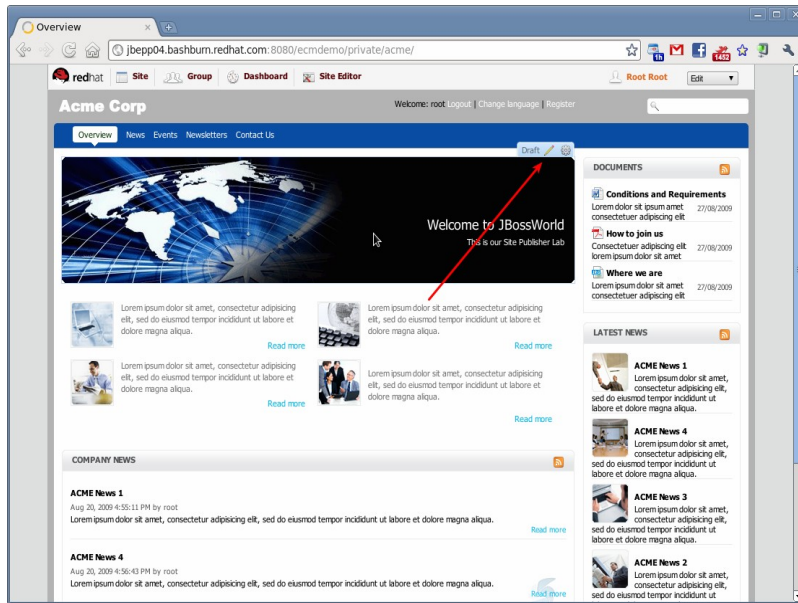 Overview
jbepp04.bashburn.redhat.com:8080/ecmdemo/private/acme/
1h
1452
redhat
Site
Group
Dashboard
Site Editor
Root Root
Edit
Acme Corp
Welcome: root Logout | Change language | Register
Overview
News
Events
Newsletters
Contact Us
Draft
Welcome to JBossWorld
This is our Site Publisher Lab
Lorem ipsum dolor sit amet, consectetur adipisicing
elit, sed do eiusmod tempor incididunt ut labore et
dolore magna aliqua.
Read more
Lorem ipsum dolor sit amet, consectetur adipisicing
elit, sed do eiusmod tempor incididunt ut labore et
dolore magna aliqua.
Read more
Lorem ipsum dolor sit amet, consectetur adipisicing
elit, sed do eiusmod tempor incididunt ut labore et
dolore magna aliqua.
Read more
Lorem ipsum dolor sit amet, consectetur adipisicing
elit, sed do eiusmod tempor incididunt ut labore et
dolore magna aliqua.
Read more
COMPANY NEWS
ACME News 1
Aug 20, 2009 4:55:11 PM by root
Lorem ipsum dolor sit amet, consectetur adipisicing elit, sed do eiusmod tempor incididunt ut labore et dolore magna aliqua.
Read more
ACME News 4
Aug 20, 2009 4:56:43 PM by root
Lorem ipsum dolor sit amet, consectetur adipisicing elit, sed do eiusmod tempor incididunt ut labore et dolore magna aliqua.
Read more
DOCUMENTS
Conditions and Requirements
Lorem dolor sit ipsum amet
consectetuer adipiscing elit
27/08/2009
How to join us
Consectetuer adipiscing elit
lorem ipsum dolor sit amet
27/08/2009
Where we are
Lorem ipsum dolor sit amet
consectetuer adipiscing elit
27/08/2009
LATEST NEWS
ACME News 1
Lorem ipsum dolor sit amet,
consectetur adipisicing elit,
sed do eiusmod tempor incididunt ut
labore et dolore magna aliqua.
ACME News 4
Lorem ipsum dolor sit amet,
consectetur adipisicing elit,
sed do eiusmod tempor incididunt ut
labore et dolore magna aliqua.
ACME News 3
Lorem ipsum dolor sit amet,
consectetur adipisicing elit,
sed do eiusmod tempor incididunt ut
labore et dolore magna aliqua.
ACME News 2
Lorem ipsum dolor sit amet,
consectetur adipisicing elit,
sed do eiusmod tempor incididunt ut
labore et dolore magna aliqua.